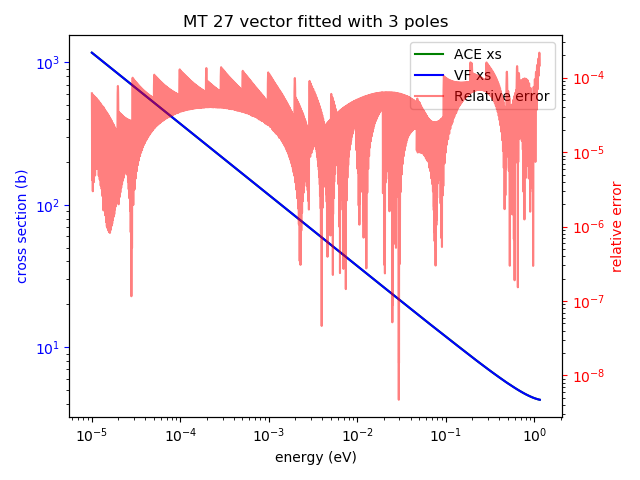 MT 27 vector fitted with 3 poles
ACE xs
VF xs
Relative error
cross section (b)
10³
10²
10¹
relative error
10⁻⁴
10⁻⁵
10⁻⁶
10⁻⁷
10⁻⁸
10⁻⁵ 10⁻⁴ 10⁻³ 10⁻² 10⁻¹ 10⁰
energy (eV)